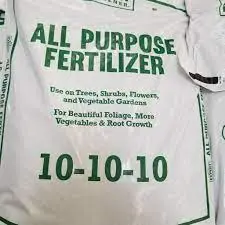 ENER.
ALL PURPOSE
FERTILIZER
Use on Trees, Shrubs, Flowers,
and Vegetable Gardens
For Beautiful Foliage, More
Vegetables & Root Growth
10-10-10